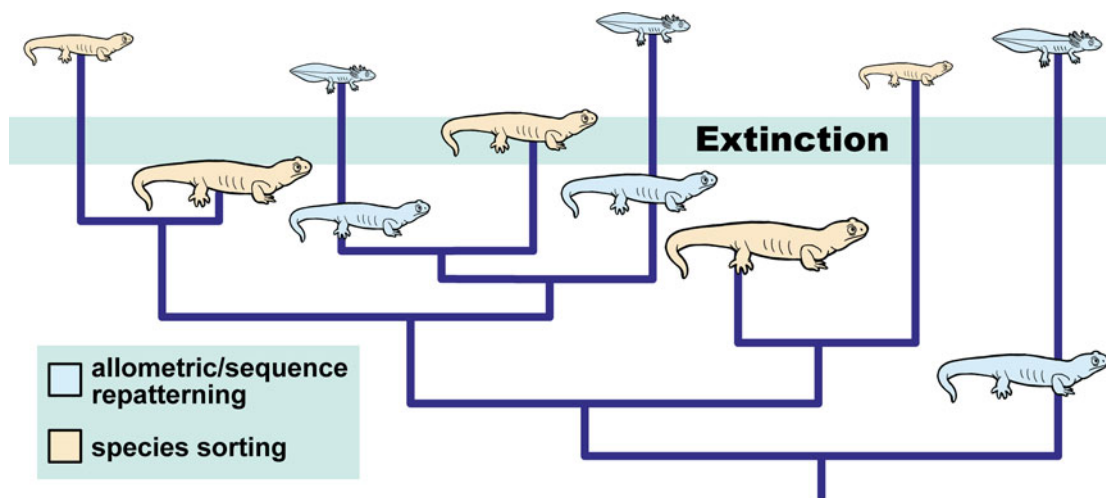 Extinction
allometric/sequence
repatterning
species sorting